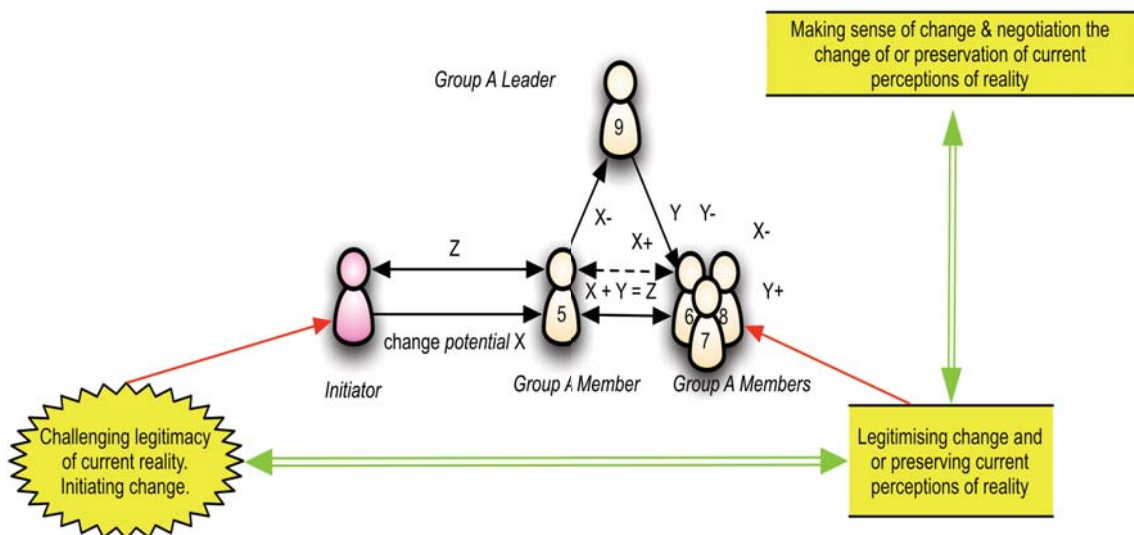 Making sense of change & negotiation the
change of or preservation of current
perceptions of reality
Group A Leader
9
X-
Y Y-
X-
Z
X+
X + Y = Z
Y+
5
6
8
7
change potential X
Initiator
Group A Member
Group A Members
Challenging legitimacy
of current reality.
Initiating change.
Legitimising change and
or preserving current
perceptions of reality